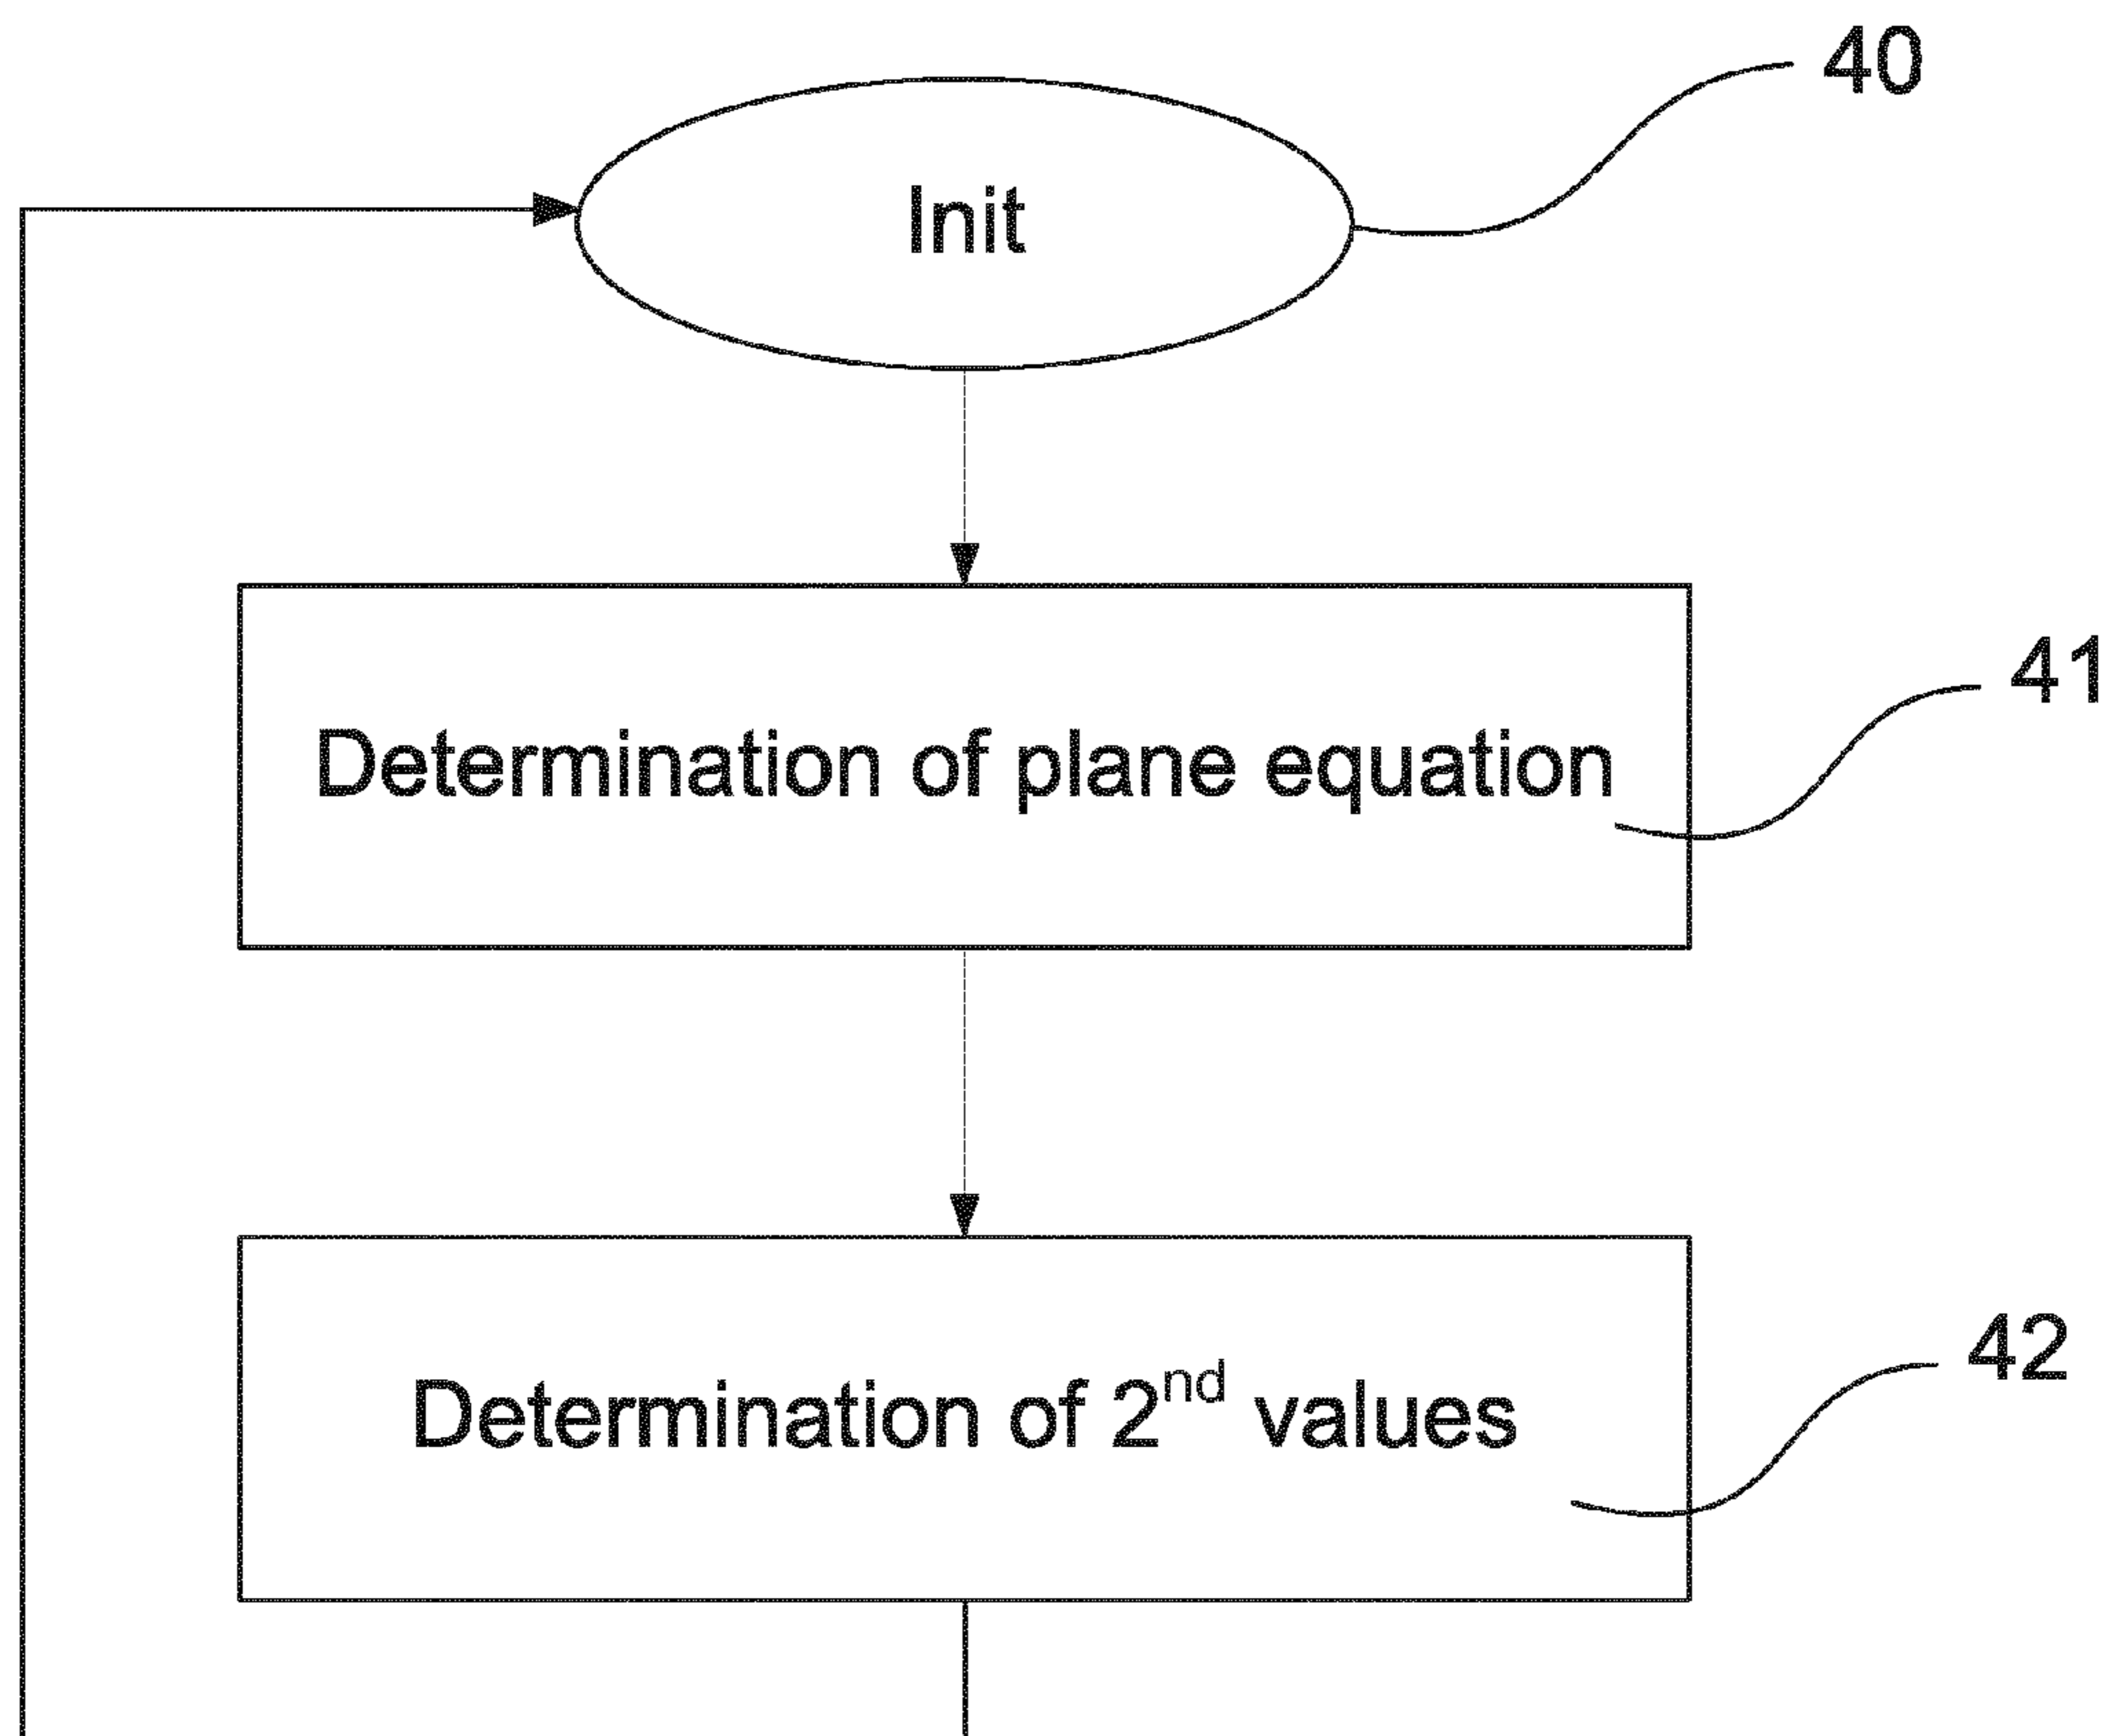 40
Init
41
Determination of plane equation
42
Determination of 2nd values